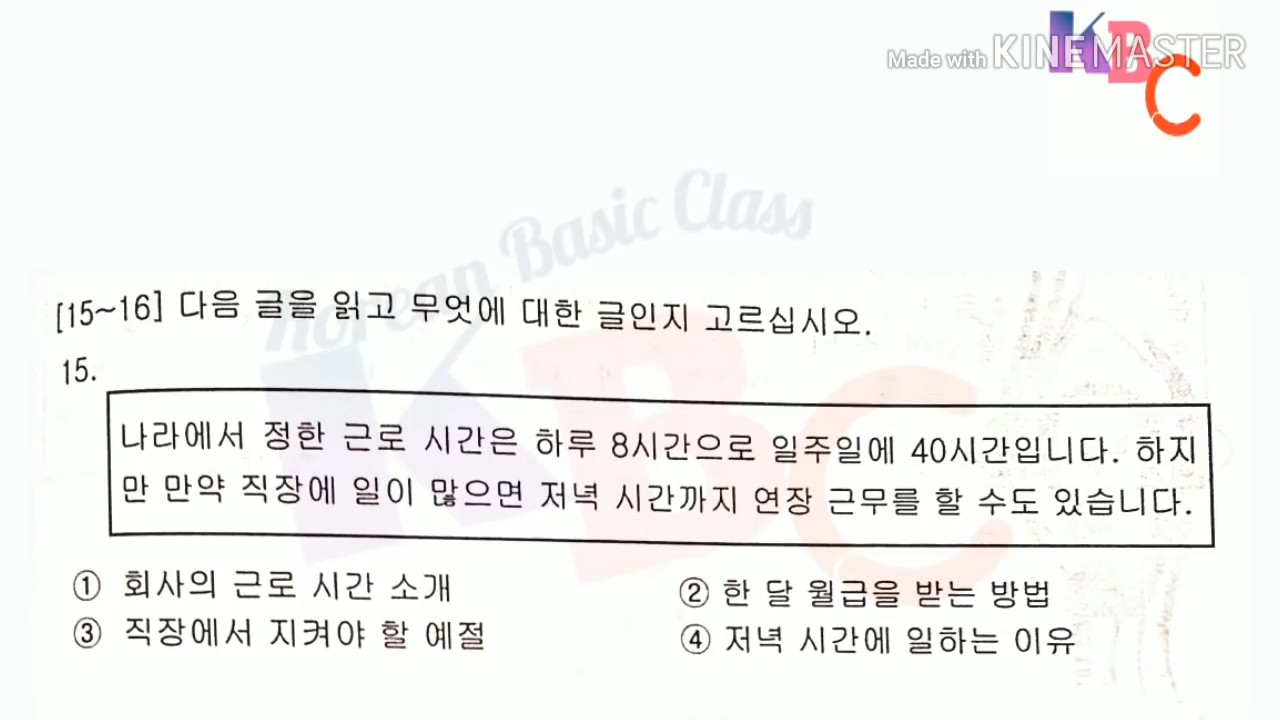 Made with KINEMASTER
KBC
Korean Basic Class
[15~16] 다음 글을 읽고 무엇에 대한 글인지 고르십시오.
15.
나라에서 정한 근로 시간은 하루 8시간으로 일주일에 40시간입니다. 하지
만 만약 직장에 일이 많으면 저녁 시간까지 연장 근무를 할 수도 있습니다.
① 회사의 근로 시간 소개
② 한 달 월급을 받는 방법
③ 직장에서 지켜야 할 예절
④ 저녁 시간에 일하는 이유
KBC